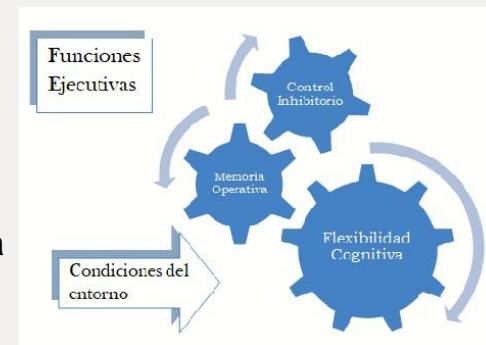 Funciones
Ejecutivas
Control
Inhibitorio
Memoria
Operativa
Flexibilidad
Cognitiva
Condiciones del
entorno